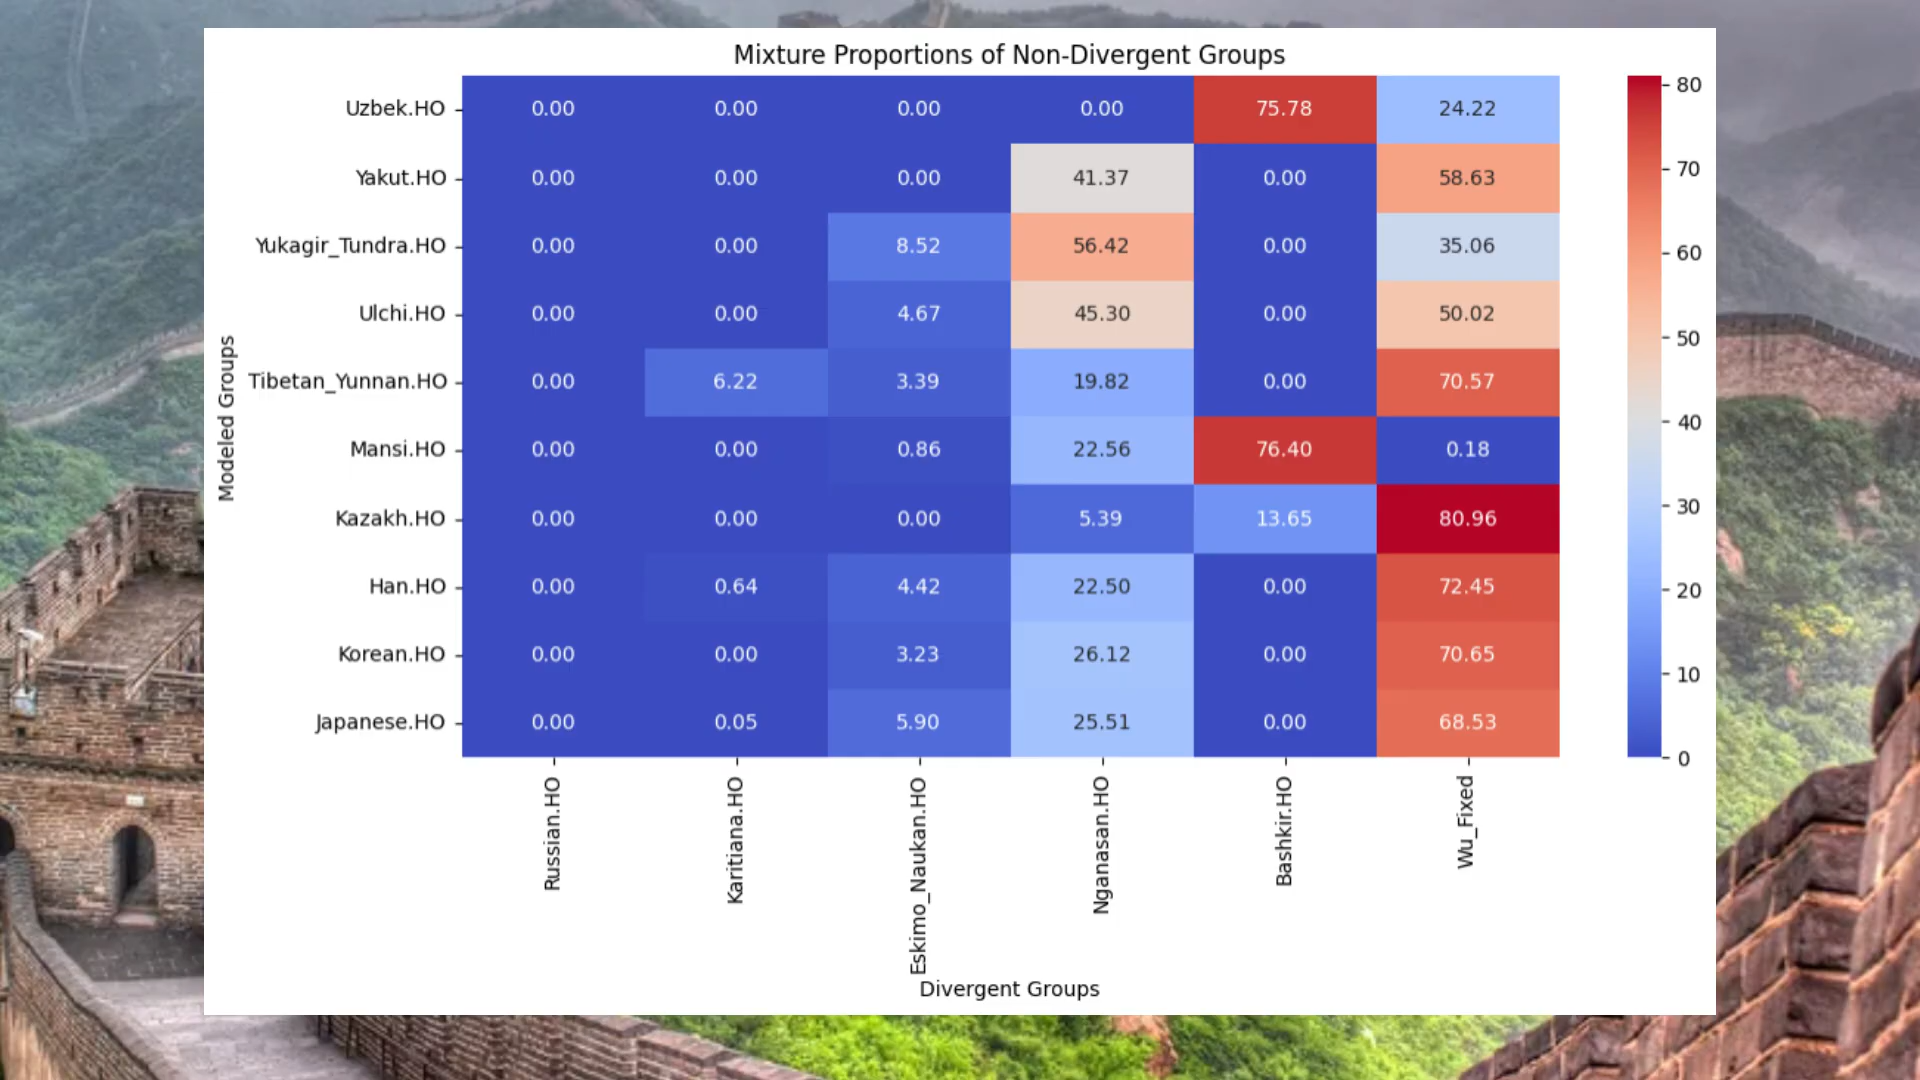 Mixture Proportions of Non-Divergent Groups
Uzbek.HO 0.00 0.00 0.00 0.00 75.78 24.22
Yakut.HO 0.00 0.00 0.00 41.37 0.00 58.63
Yukagir_Tundra.HO 0.00 0.00 8.52 56.42 0.00 35.06
Ulchi.HO 0.00 0.00 4.67 45.30 0.00 50.02
Tibetan_Yunnan.HO 0.00 6.22 3.39 19.82 0.00 70.57
Mansi.HO 0.00 0.00 0.86 22.56 76.40 0.18
Kazakh.HO 0.00 0.00 0.00 5.39 13.65 80.96
Han.HO 0.00 0.64 4.42 22.50 0.00 72.45
Korean.HO 0.00 0.00 3.23 26.12 0.00 70.65
Japanese.HO 0.00 0.05 5.90 25.51 0.00 68.53
Modeled Groups
Russian.HO
Karitiana.HO
Eskimo_Naukan.HO
Nganasan.HO
Bashkir.HO
Wu_Fixed
Divergent Groups
80
70
60
50
40
30
20
10
0